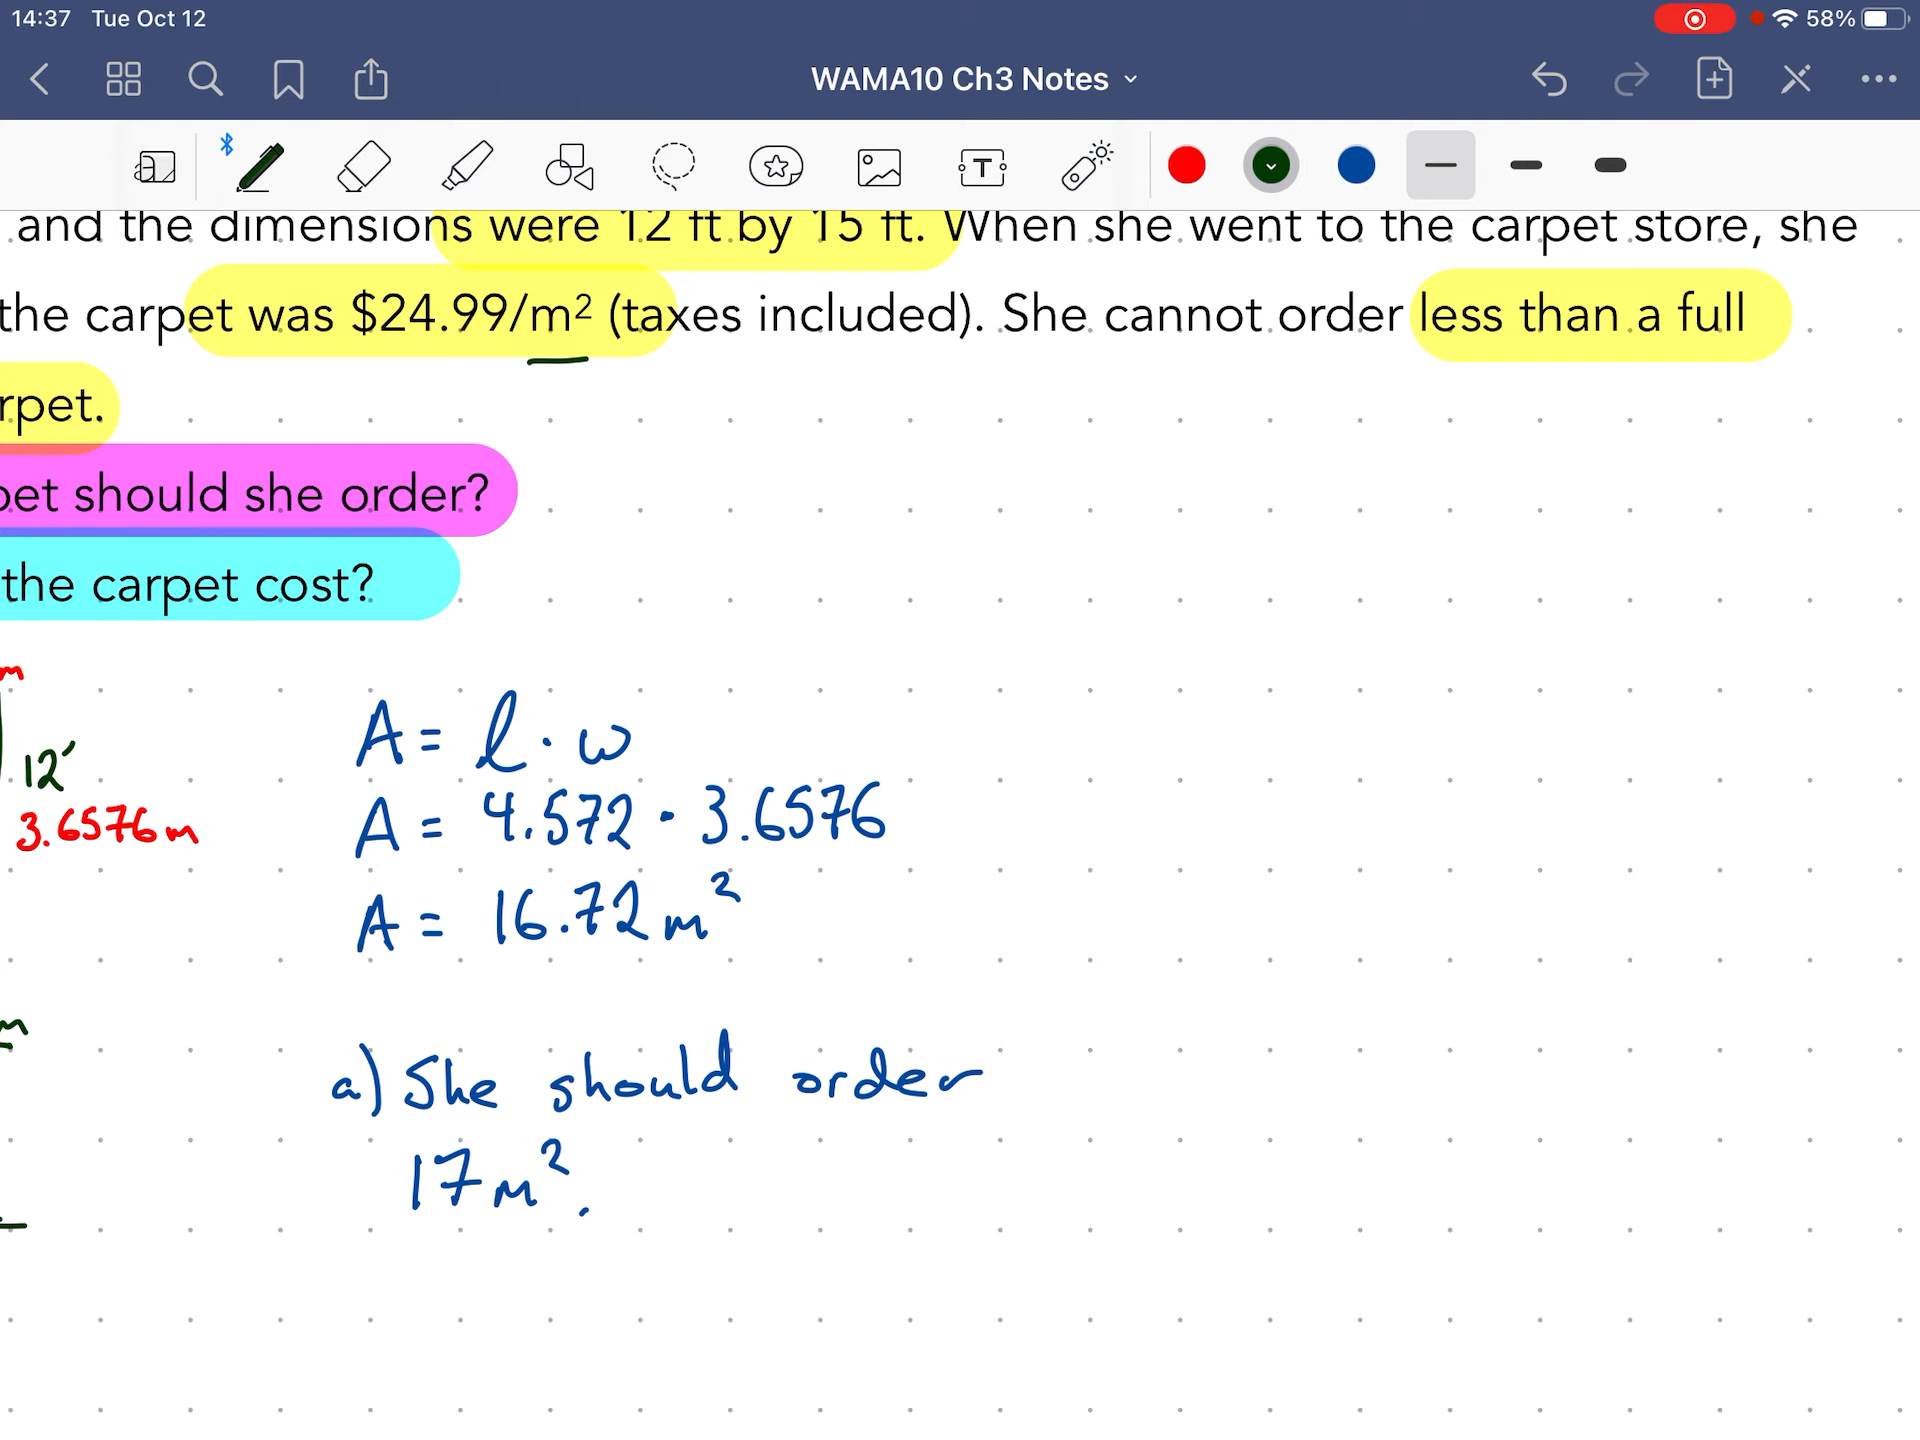 14:37 Tue Oct 12 58%
WAMA10 Ch3 Notes
and the dimensions were 12 ft by 15 ft. When she went to the carpet store, she
the carpet was $24.99/m² (taxes included). She cannot order less than a full
rpet.
pet should she order?
the carpet cost?
m
12'
3.6576m
A = l · w
A = 4.572 · 3.6576
A = 16.72 m²
m
a) She should order
17m².